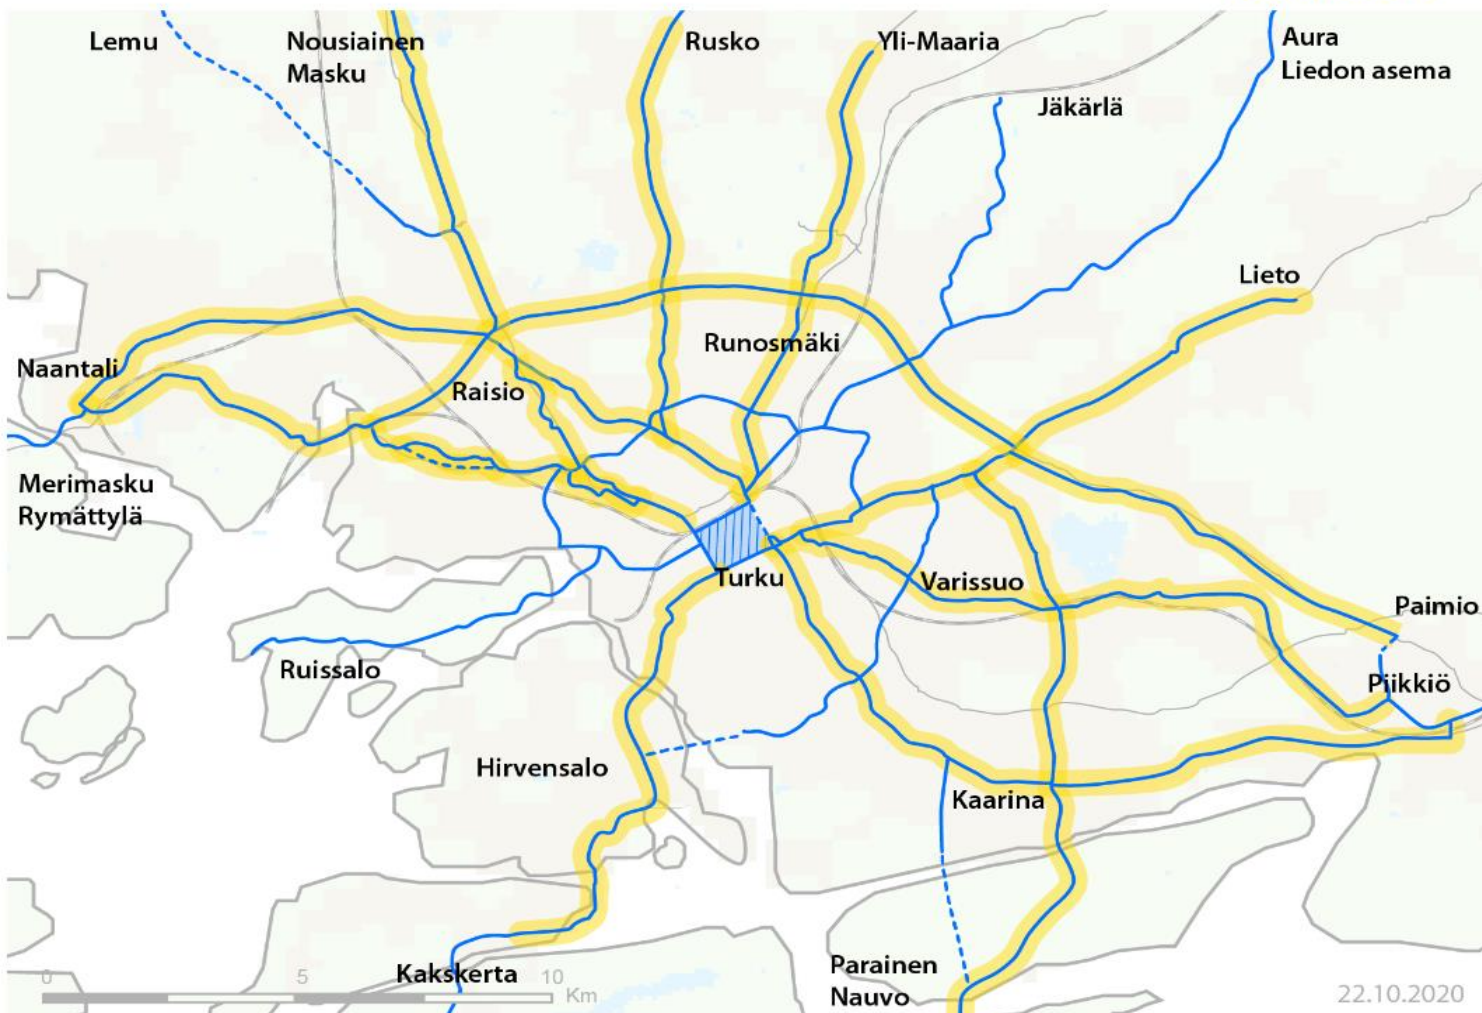 Lemu
Nousiainen
Masku
Rusko
Yli-Maaria
Aura
Liedon asema
Jäkärlä
Lieto
Runosmäki
Naantali
Raisio
Merimasku
Rymättylä
Turku
Varissuo
Paimio
Ruissalo
Piikkiö
Hirvensalo
Kaarina
Kakskerta
Parainen
Nauvo
0 5 10
Km
22.10.2020